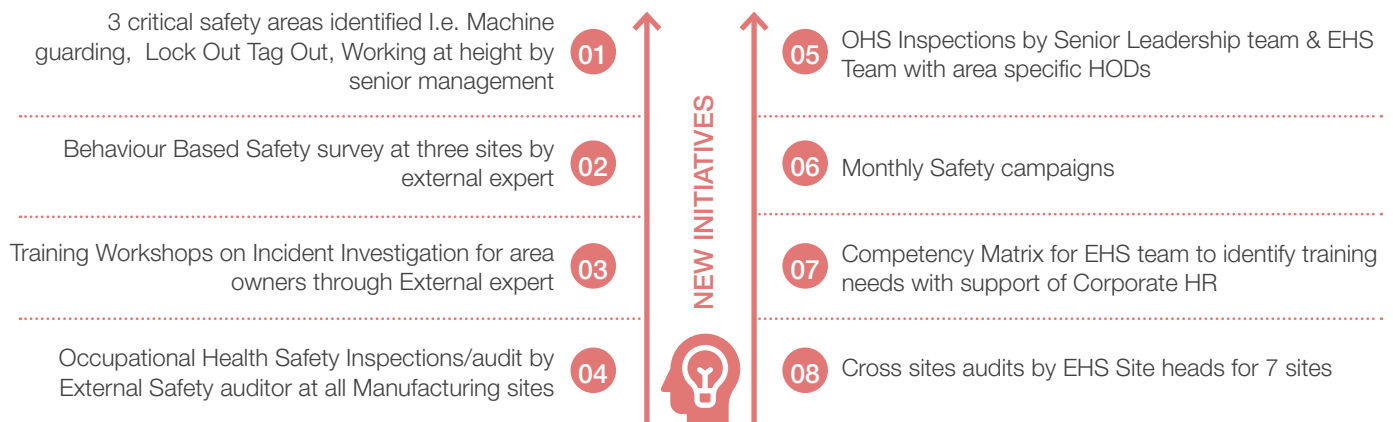 3 critical safety areas identified I.e. Machine
guarding, Lock Out Tag Out, Working at height by
senior management
01
Behaviour Based Safety survey at three sites by
external expert
02
Training Workshops on Incident Investigation for area
owners through External expert
03
Occupational Health Safety Inspections/audit by
External Safety auditor at all Manufacturing sites
04
NEW INITIATIVES
05
OHS Inspections by Senior Leadership team & EHS
Team with area specific HODs
06
Monthly Safety campaigns
07
Competency Matrix for EHS team to identify training
needs with support of Corporate HR
08
Cross sites audits by EHS Site heads for 7 sites